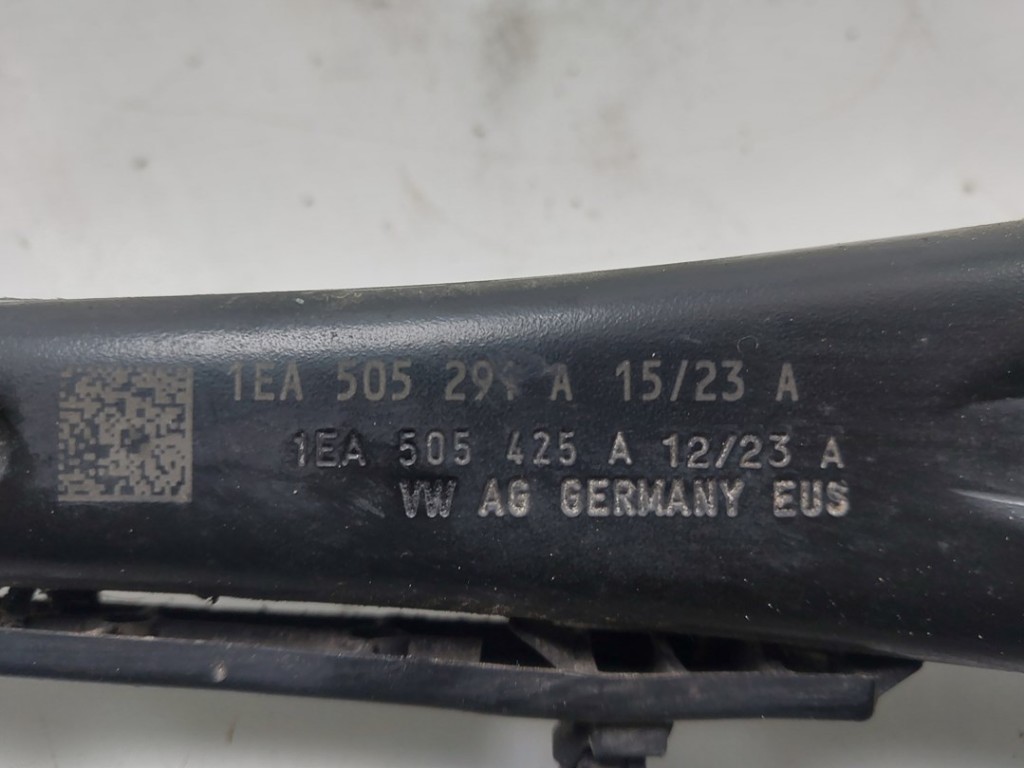 1EA 505 A 15/23 A
1EA 505 425 A 12/23 A
VW AG GERMANY EUS